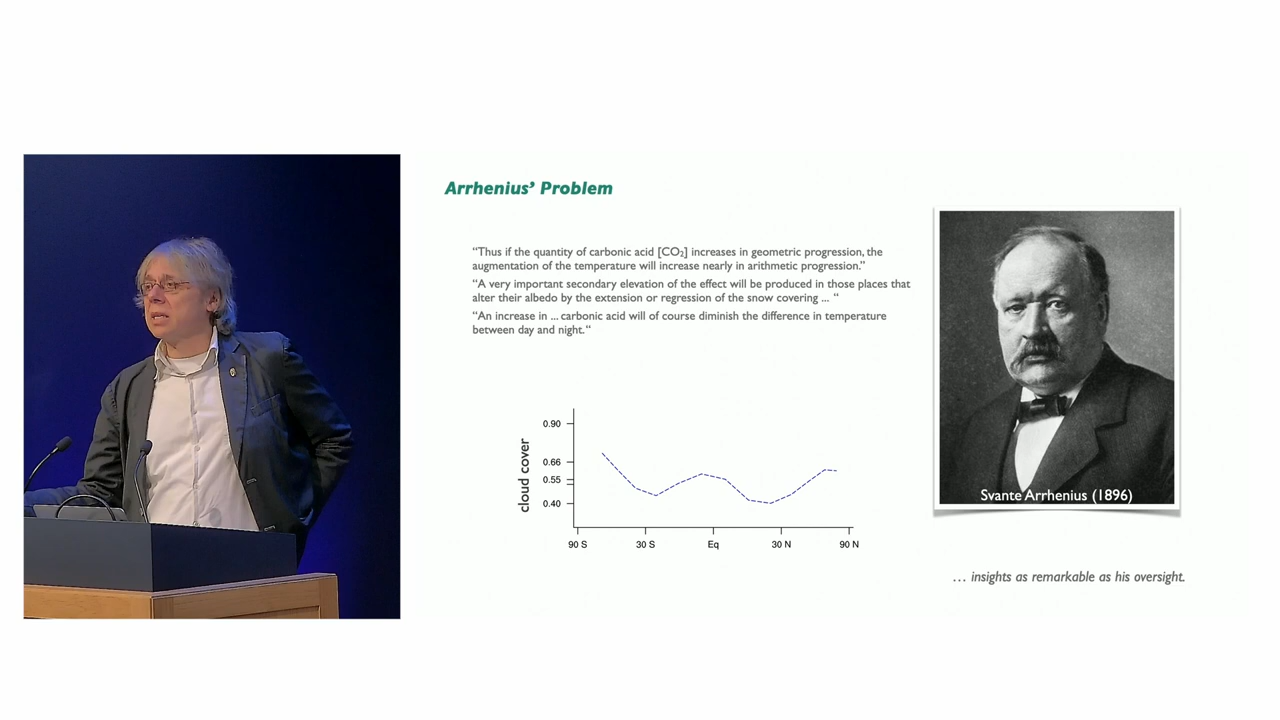 Arrhenius’ Problem
“Thus if the quantity of carbonic acid [CO₂] increases in geometric progression, the
augmentation of the temperature will increase nearly in arithmetic progression.”
“A very important secondary elevation of the effect will be produced in those places that
alter their albedo by the extension or regression of the snow covering ... “
“An increase in ... carbonic acid will of course diminish the difference in temperature
between day and night.“
cloud cover
0.90
0.66
0.55
0.40
90 S
30 S
Eq
30 N
90 N
Svante Arrhenius (1896)
… insights as remarkable as his oversight.